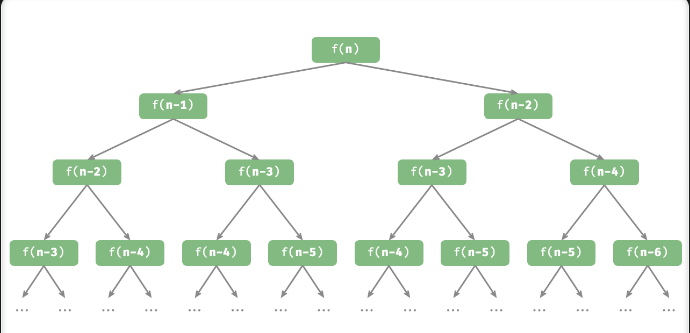 f(n)
f(n-1) f(n-2)
f(n-2) f(n-3) f(n-3) f(n-4)
f(n-3) f(n-4) f(n-4) f(n-5) f(n-4) f(n-5) f(n-5) f(n-6)
... ... ... ... ... ... ... ... ... ... ... ... ... ... ... ...